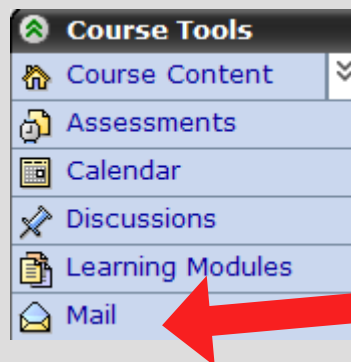 Course Tools
Course Content
Assessments
Calendar
Discussions
Learning Modules
Mail